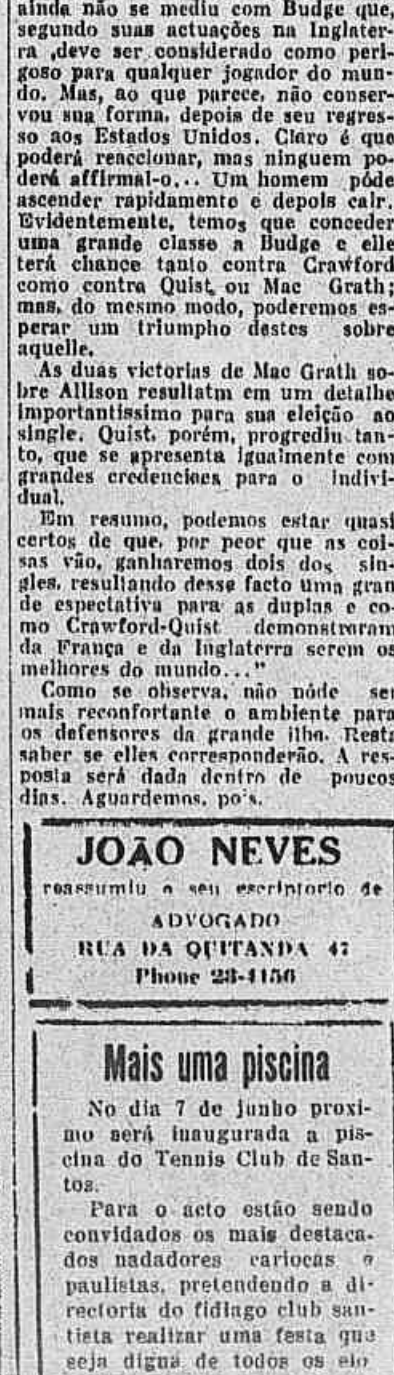 ainda não se mediu com Budge que,
segundo suas actuações na Inglater-
ra ,deve ser considerado como peri-
goso para qualquer jogador do mun-
do. Mas, ao que parece, não conser-
vou sua forma, depois de seu regres-
so aos Estados Unidos. Claro é que
poderá reaccionar, mas ninguem po-
derá affirmal-o... Um homem póde
ascender rapidamente e depois cair.
Evidentemente, temos que conceder
uma grande classe a Budge e elle
terá chance tanto contra Crawford
como contra Quist, ou Mac Grath;
mas, do mesmo modo, poderemos es-
perar um triumpho destes sobre
aquelle.
As duas victorias de Mac Grath so-
bre Allison resultatm em um detalhe
importantissimo para sua eleição ao
single. Quist, porém, progrediu tan-
to, que se apresenta igualmente com
grandes credenciaes para o indivi-
dual.
Em resumo, podemos estar quasi
certos de que, por peor que as coi-
sas vão, ganharemos dois dos sin-
gles, resultando desse facto uma gran
de espectativa para as duplas e co-
mo Crawford-Quist demonstraram
da França e da Inglaterra serem os
melhores do mundo..."
Como se observa, não póde ser
mais reconfortante o ambiente para
os defensores da grande ilha. Resta
saber se elles corresponderão. A res-
posta será dada dentro de poucos
dias. Aguardemos, po's.
JOÃO NEVES
reassumiu o seu escriptorio de
ADVOGADO
RUA DA QUITANDA 47
Phone 23-4156
Mais uma piscina
No dia 7 de junho proxi-
mo será inaugurada a pis-
cina do Tennis Club de San-
tos.
Para o acto estão sendo
convidados os mais destaca-
dos nadadores cariocas e
paulistas, pretendendo a di-
rectoria do fidiago club san-
tista realizar uma festa que
seja digna de todos os elo